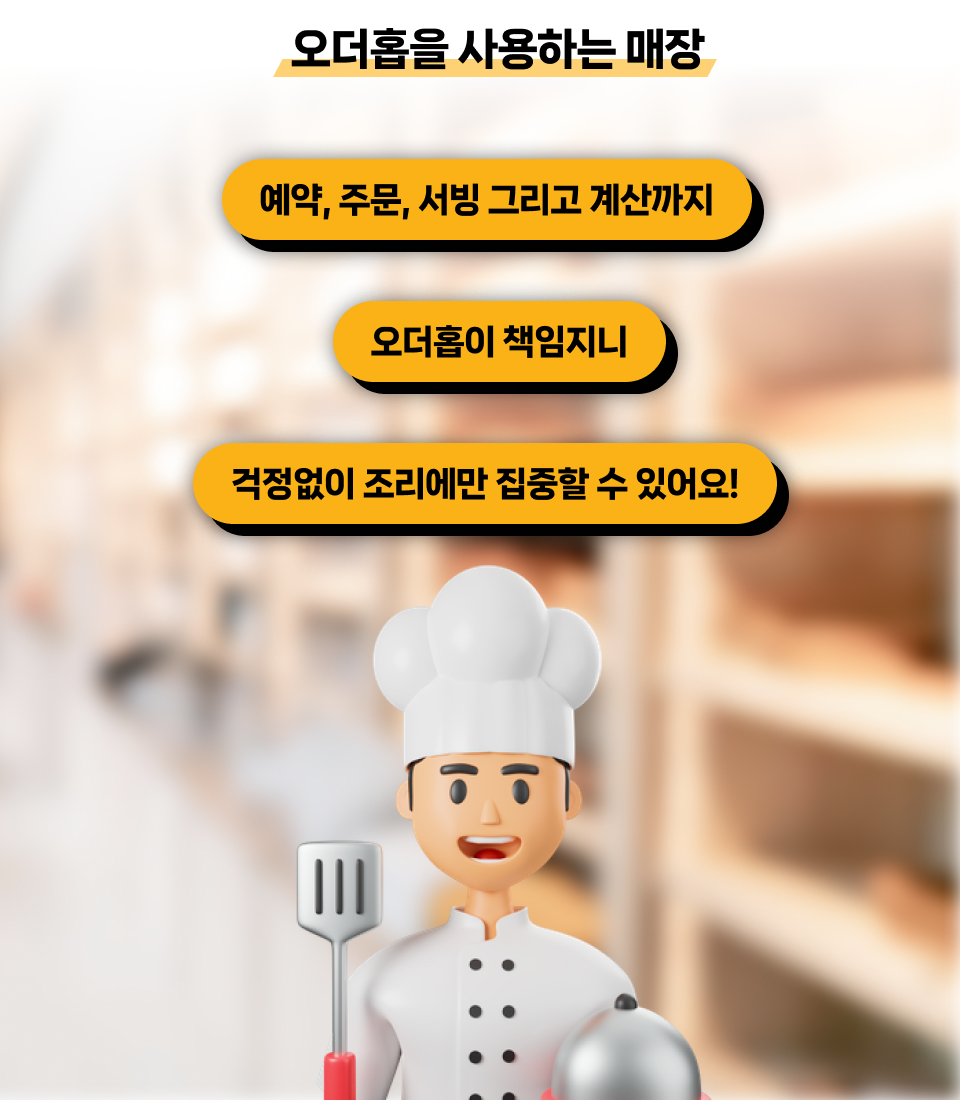 오더홉을 사용하는 매장
예약, 주문, 서빙 그리고 계산까지
오더홉이 책임지니
걱정없이 조리에만 집중할 수 있어요!